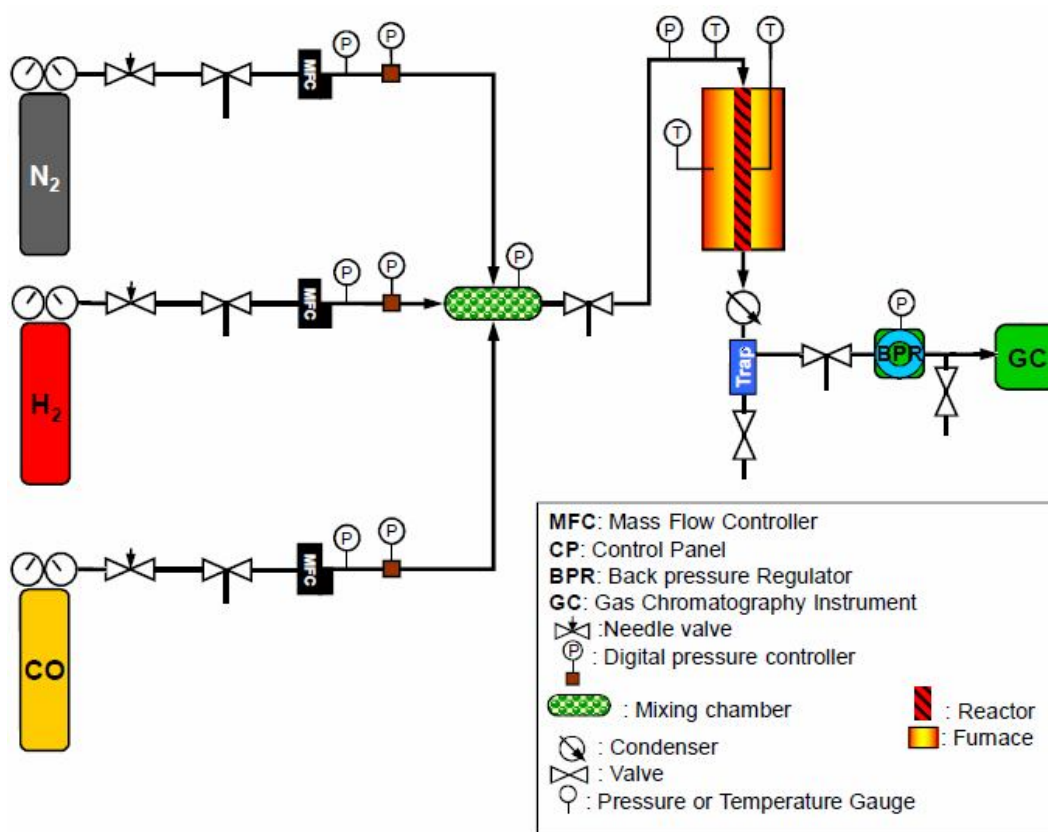 P
P
MFC
N2
P
T
T
T
P
P
P
MFC
H2
P
BPR
GC
Trap
P
P
MFC
CO
MFC: Mass Flow Controller
CP: Control Panel
BPR: Back pressure Regulator
GC: Gas Chromatography Instrument
:Needle valve
P
: Digital pressure controller
: Mixing chamber
: Reactor
: Condenser
: Furnace
: Valve
: Pressure or Temperature Gauge